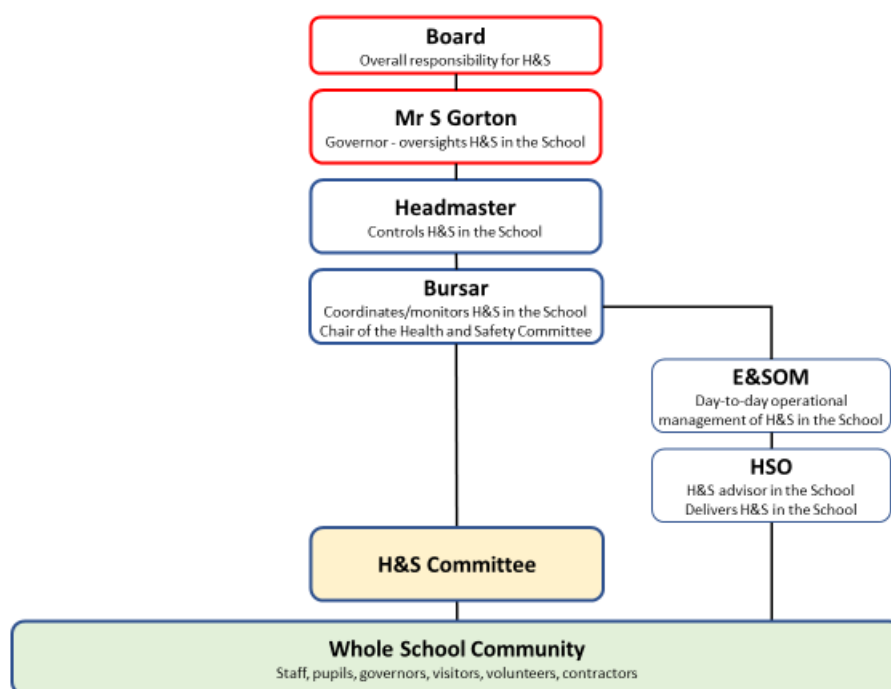 Board
Overall responsibility for H&S
Mr S Gorton
Governor - oversights H&S in the School
Headmaster
Controls H&S in the School
Bursar
Coordinates/monitors H&S in the School
Chair of the Health and Safety Committee
E&SOM
Day-to-day operational
management of H&S in the School
HSO
H&S advisor in the School
Delivers H&S in the School
H&S Committee
Whole School Community
Staff, pupils, governors, visitors, volunteers, contractors